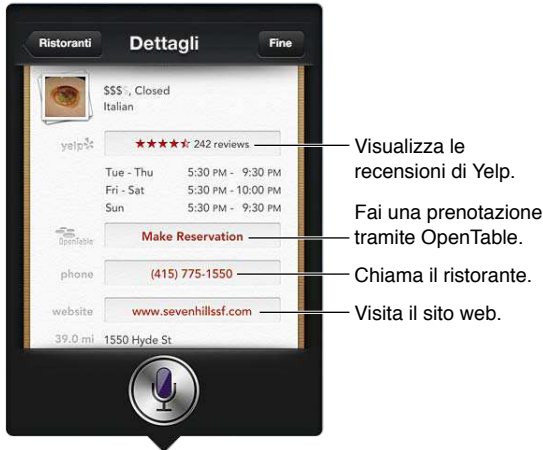 Ristoranti Dettagli Fine
$$$$, Closed
Italian
yelp 242 reviews
Tue - Thu 5:30 PM - 9:30 PM
Fri - Sat 5:30 PM - 10:00 PM
Sun 5:30 PM - 9:30 PM
OpenTable Make Reservation
phone (415) 775-1550
website www.sevenhillssf.com
39.0 mi 1550 Hyde St
Visualizza le
recensioni di Yelp.
Fai una prenotazione
tramite OpenTable.
Chiama il ristorante.
Visita il sito web.